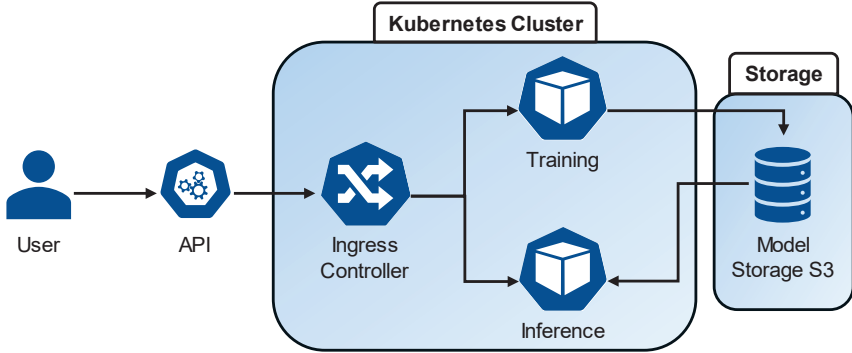 Kubernetes Cluster
Storage
Training
User
API
Ingress
Controller
Model
Storage S3
Inference